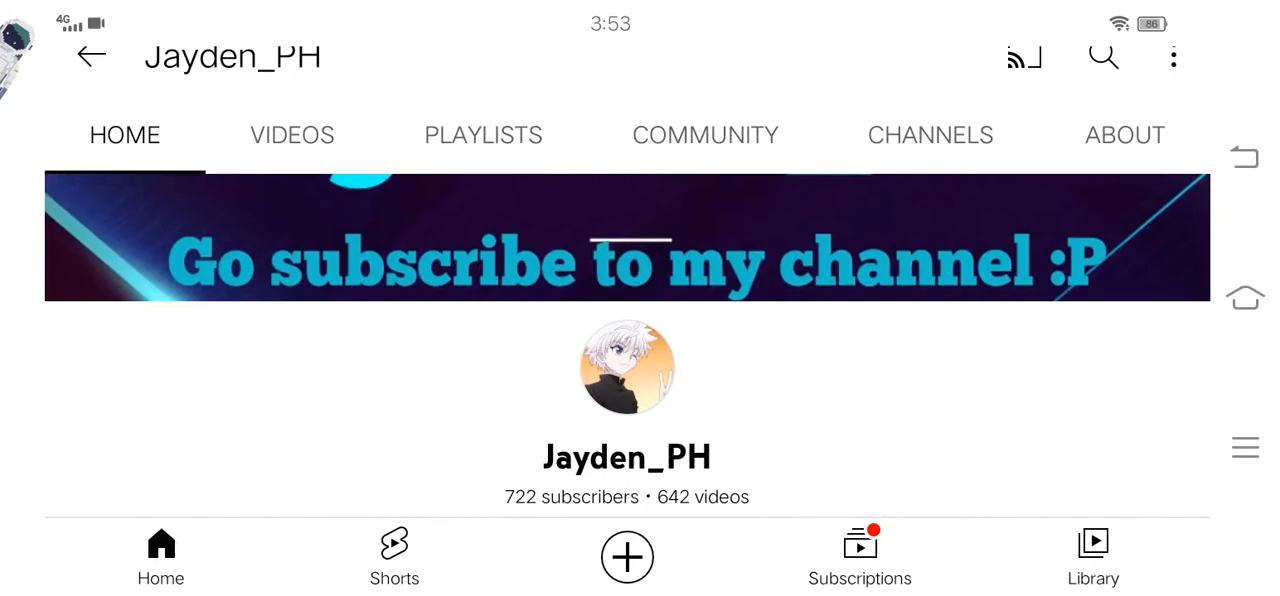 4G 3:53 86
Jayden_PH
HOME VIDEOS PLAYLISTS COMMUNITY CHANNELS ABOUT
Go subscribe to my channel :P
Jayden_PH
722 subscribers • 642 videos
Home Shorts Subscriptions Library